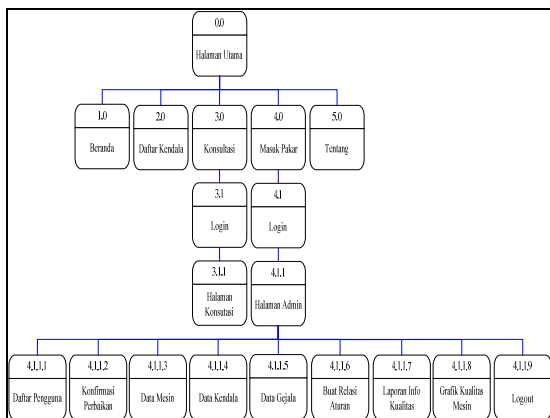 0.0
Halaman Utama
1.0
Beranda
2.0
Daftar Kendala
3.0
Konsultasi
4.0
Masuk Pakar
5.0
Tentang
3.1
Login
4.1
Login
3.1.1
Halaman
Konsutasi
4.1.1
Halaman Admin
4.1.1.1
Daftar Pengguna
4.1.1.2
Konfirmasi
Perbaikan
4.1.1.3
Data Mesin
4.1.1.4
Data Kendala
4.1.1.5
Data Gejala
4.1.1.6
Buat Relasi
Aturan
4.1.1.7
Laporan Info
Kualitas
4.1.1.8
Grafik Kualitas
Mesin
4.1.1.9
Logout